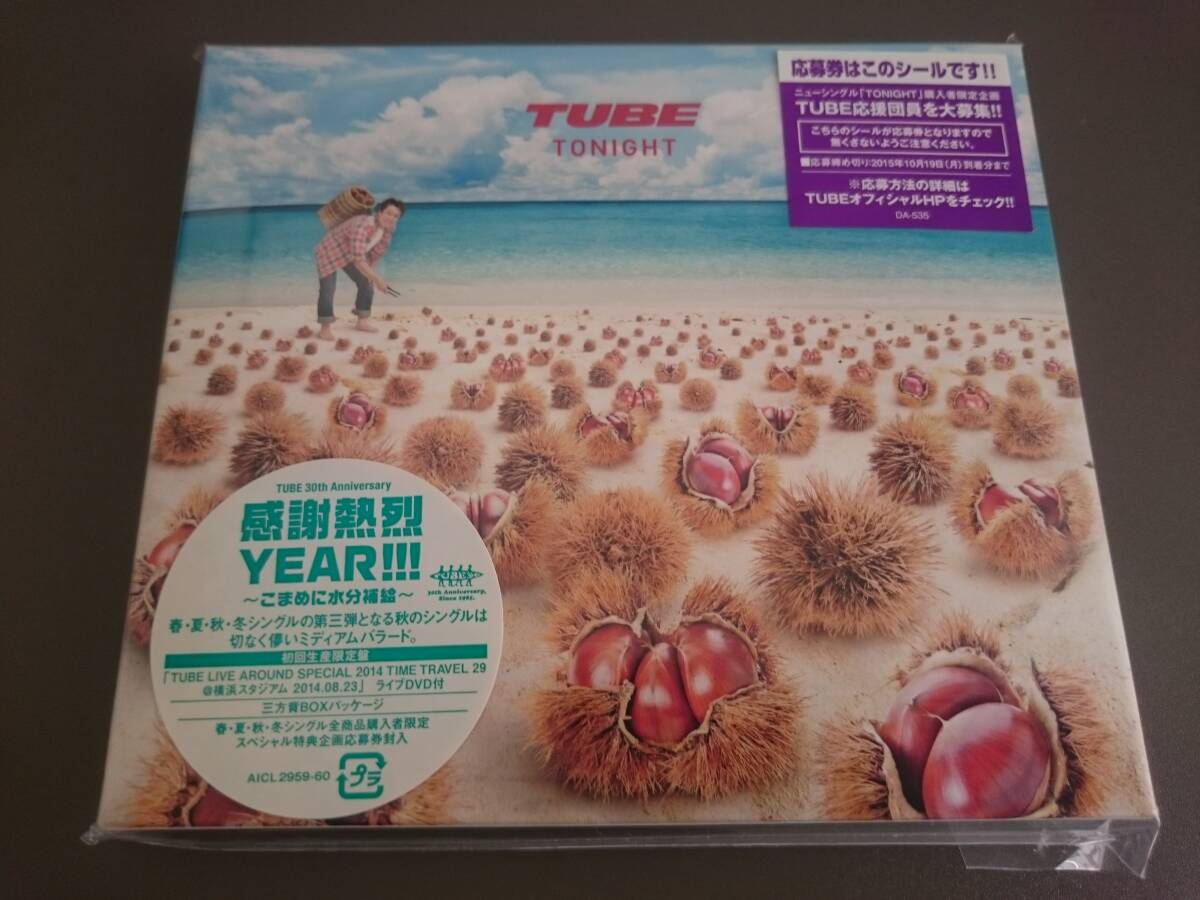 TUBE
TONIGHT
応募券はこのシールです!!
ニューシングル「TONIGHT」購入者限定企画
TUBE応援団員を大募集!!
こちらのシールが応募券となりますので
無くさないようご注意ください。
■応募締め切り:2015年10月19日(月)到着分まで
※応募方法の詳細は
TUBEオフィシャルHPをチェック!!
DA-535
TUBE 30th Anniversary
感謝熱烈
YEAR!!!
～こまめに水分補給～
TUBE
30th Anniversary,
Since 1985.
春・夏・秋・冬シングルの第三弾となる秋のシングルは
切なく儚いミディアムバラード。
初回生産限定盤
「TUBE LIVE AROUND SPECIAL 2014 TIME TRAVEL 29
@横浜スタジアム 2014.08.23」 ライブDVD付
三方背BOXパッケージ
春・夏・秋・冬シングル全商品購入者限定
スペシャル特典企画応募券封入
AICL 2959-60
プラ